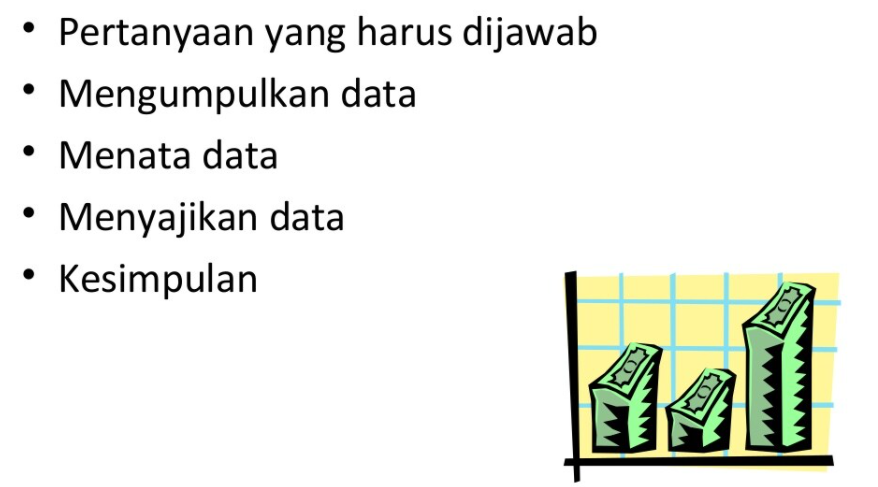 • Pertanyaan yang harus dijawab
• Mengumpulkan data
• Menata data
• Menyajikan data
• Kesimpulan